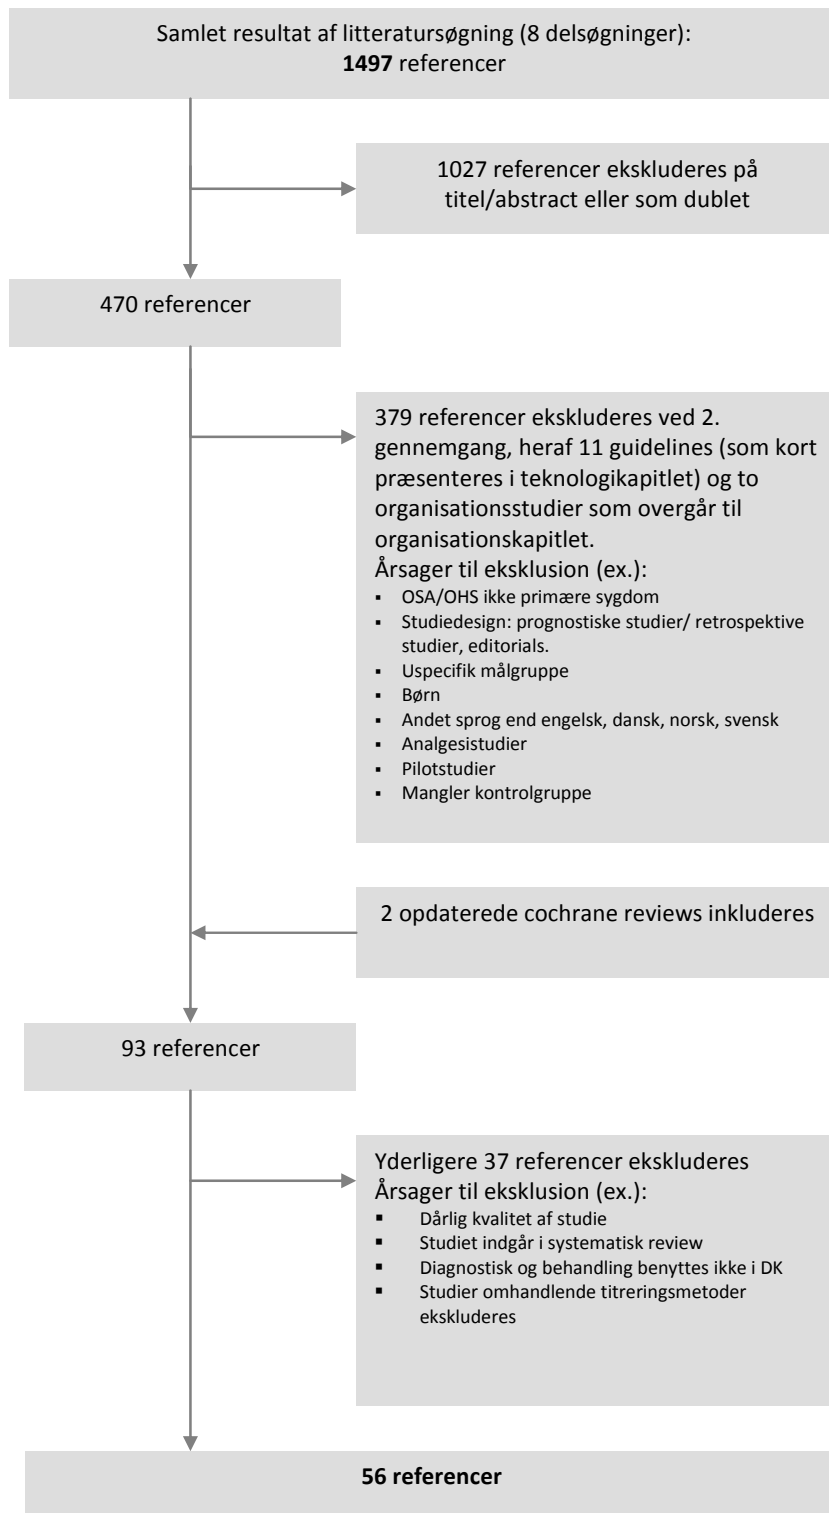 Samlet resultat af litteratursøgning (8 delsøgninger):
1497 referencer
1027 referencer ekskluderes på
titel/abstract eller som dublet
470 referencer
379 referencer ekskluderes ved 2.
gennemgang, heraf 11 guidelines (som kort
præsenteres i teknologikapitlet) og to
organisationsstudier som overgår til
organisationskapitlet.
Årsager til eksklusion (ex.):
▪ OSA/OHS ikke primære sygdom
▪ Studiedesign: prognostiske studier/ retrospektive
studier, editorials.
▪ Uspecifik målgruppe
▪ Børn
▪ Andet sprog end engelsk, dansk, norsk, svensk
▪ Analgesistudier
▪ Pilotstudier
▪ Mangler kontrolgruppe
2 opdaterede cochrane reviews inkluderes
93 referencer
Yderligere 37 referencer ekskluderes
Årsager til eksklusion (ex.):
▪ Dårlig kvalitet af studie
▪ Studiet indgår i systematisk review
▪ Diagnostisk og behandling benyttes ikke i DK
▪ Studier omhandlende titreringsmetoder
ekskluderes
56 referencer